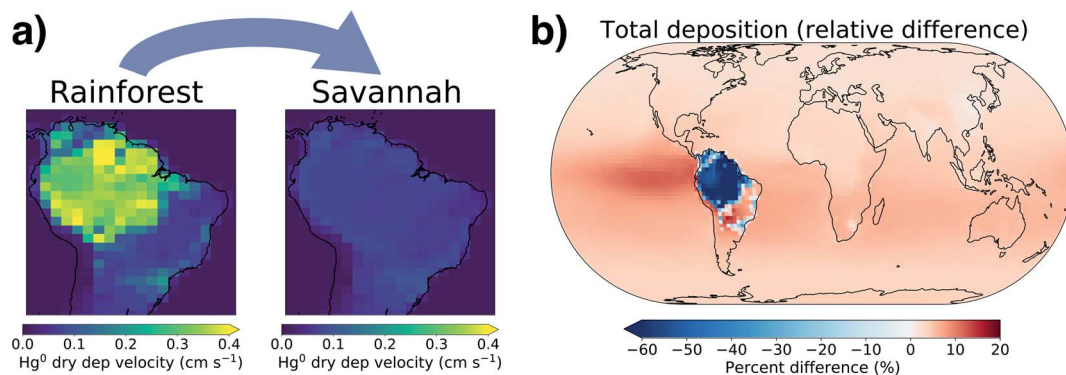 a)
Rainforest
Savannah
0.0 0.1 0.2 0.3 0.4
Hg⁰ dry dep velocity (cm s⁻¹)
0.0 0.1 0.2 0.3 0.4
Hg⁰ dry dep velocity (cm s⁻¹)
b)
Total deposition (relative difference)
−60 −50 −40 −30 −20 −10 0 10 20
Percent difference (%)